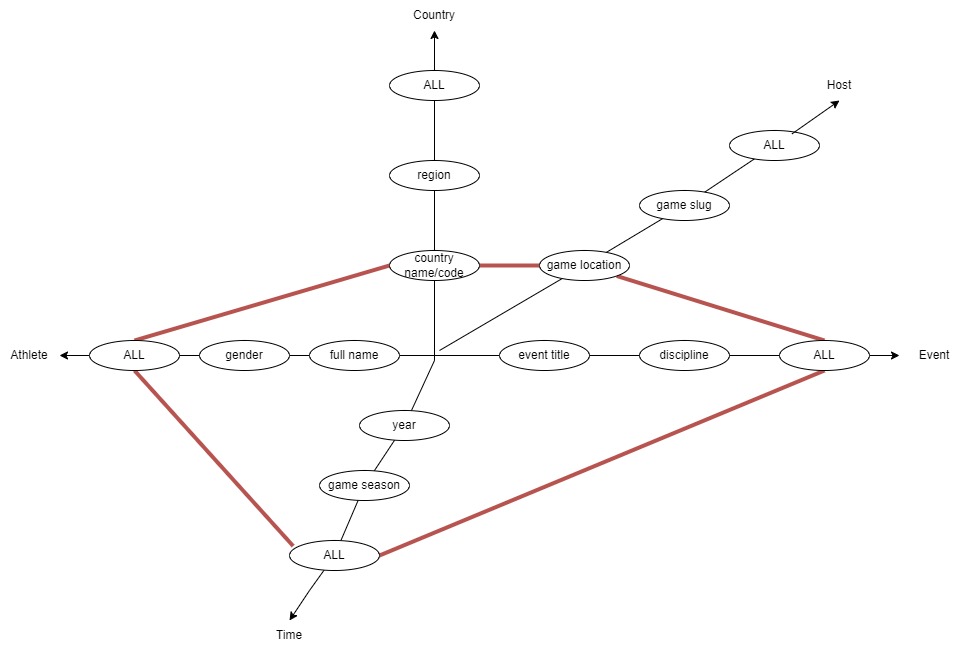 Country
Host
ALL
ALL
region
game slug
country
name/code
game location
Athlete
ALL
gender
full name
event title
discipline
ALL
Event
year
game season
ALL
Time